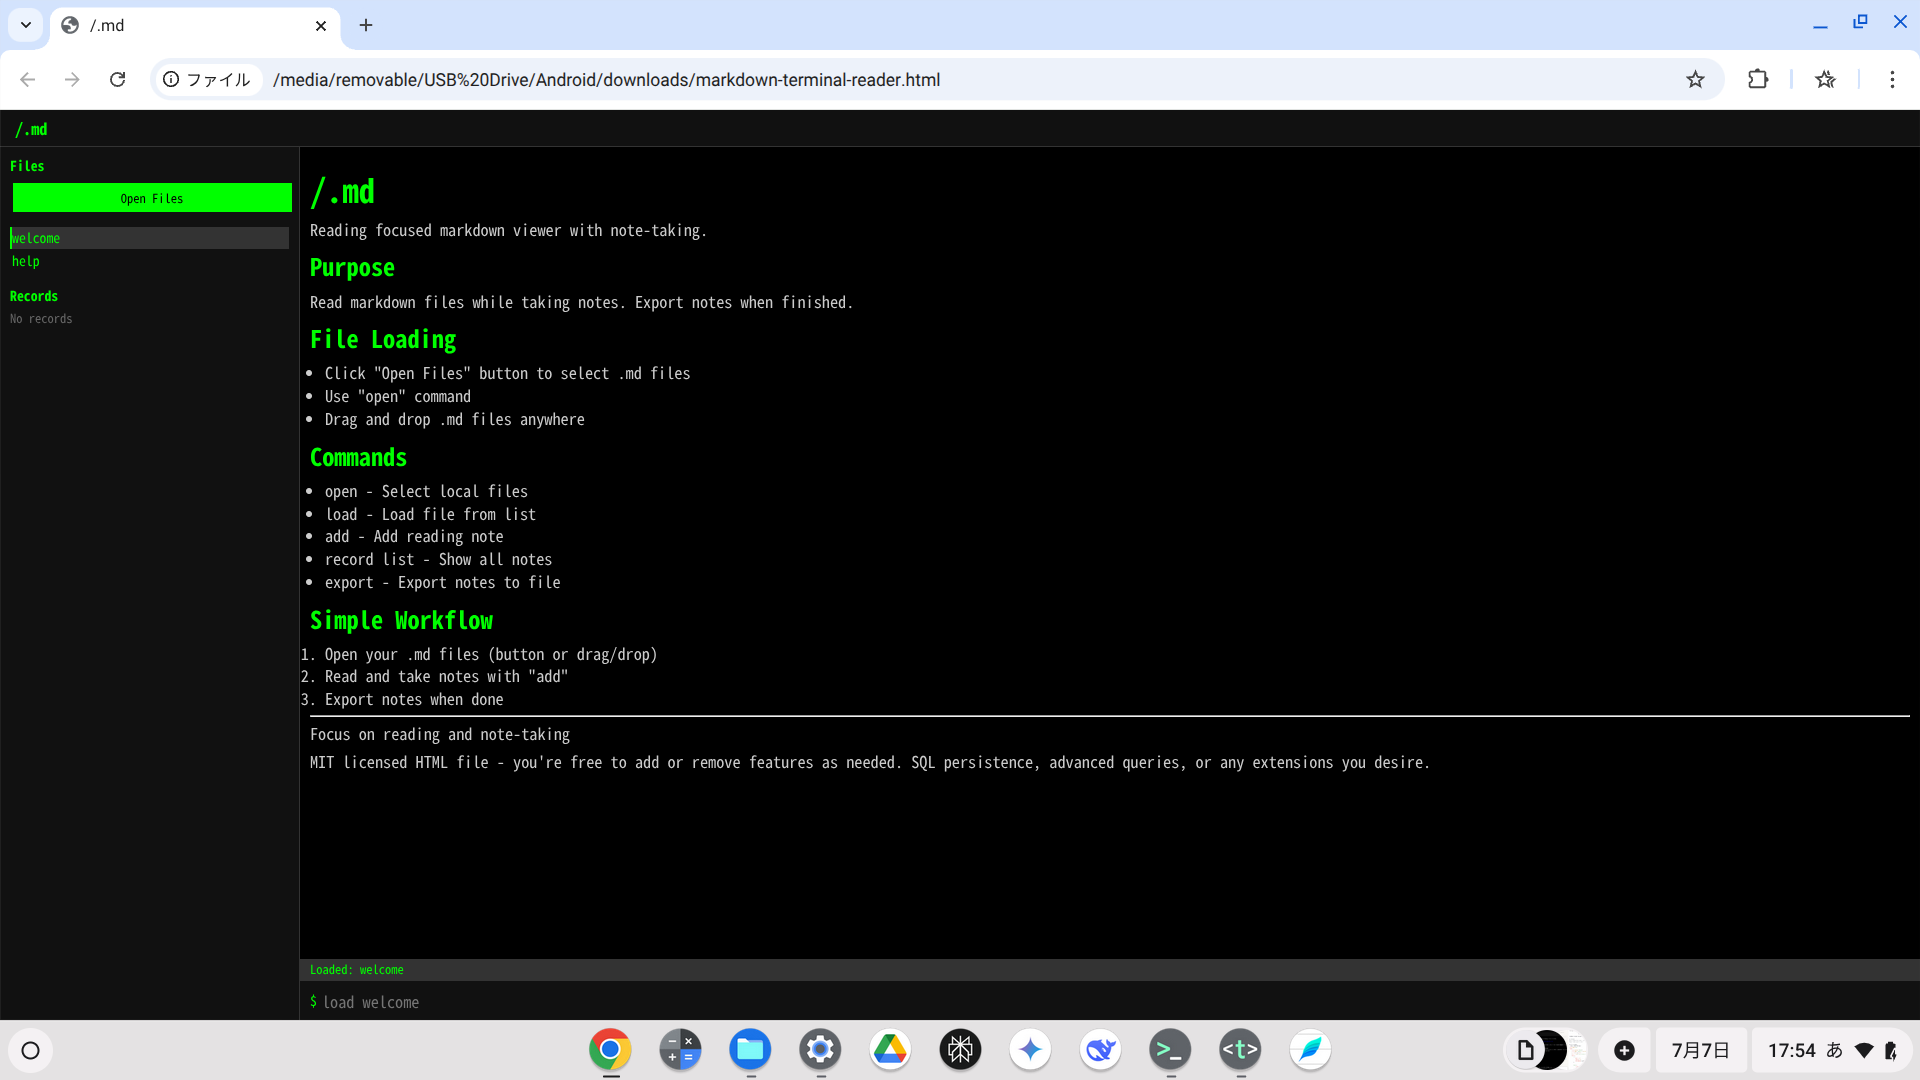 /.md
ファイル
/media/removable/USB%20Drive/Android/downloads/markdown-terminal-reader.html
/.md
Files
Open Files
welcome
help
Records
No records
/.md
Reading focused markdown viewer with note-taking.
Purpose
Read markdown files while taking notes. Export notes when finished.
File Loading
• Click "Open Files" button to select .md files
• Use "open" command
• Drag and drop .md files anywhere
Commands
• open - Select local files
• load - Load file from list
• add - Add reading note
• record list - Show all notes
• export - Export notes to file
Simple Workflow
1. Open your .md files (button or drag/drop)
2. Read and take notes with "add"
3. Export notes when done
Focus on reading and note-taking
MIT licensed HTML file - you're free to add or remove features as needed. SQL persistence, advanced queries, or any extensions you desire.
Loaded: welcome
$ load welcome
>_
<t>
7月7日
17:54 あ